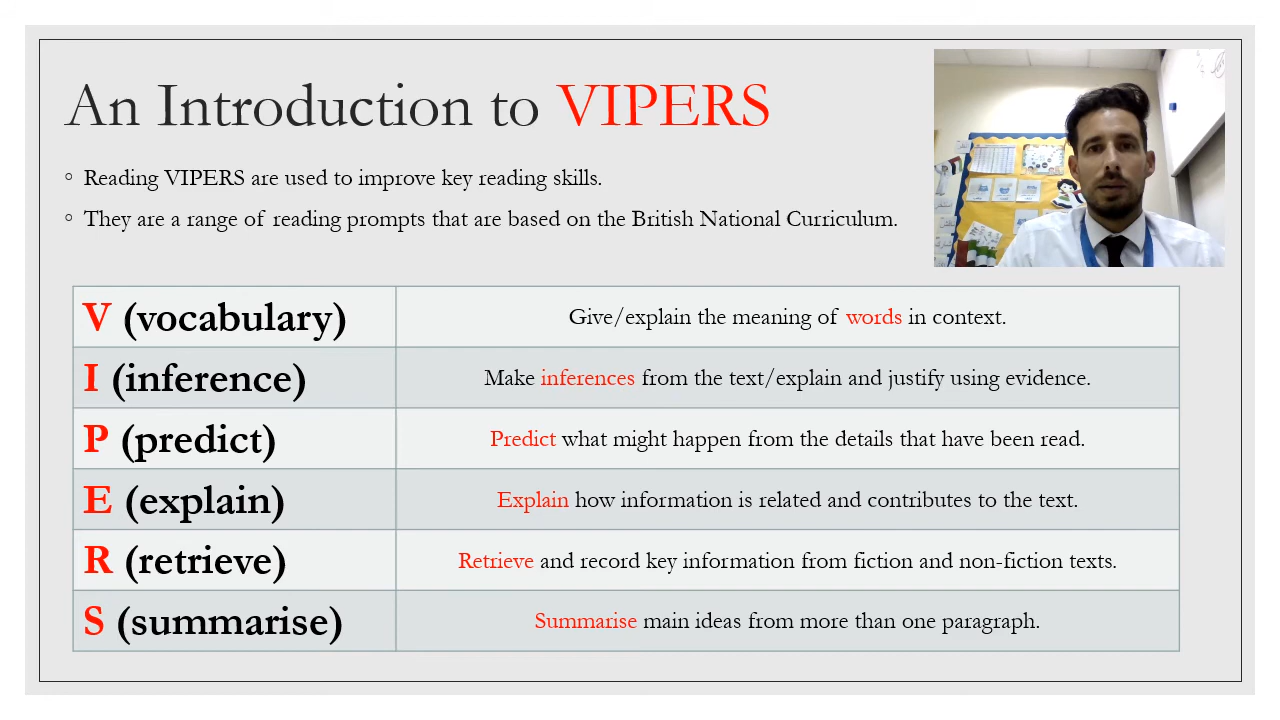 An Introduction to VIPERS
◦ Reading VIPERS are used to improve key reading skills.
◦ They are a range of reading prompts that are based on the British National Curriculum.
V (vocabulary) Give/explain the meaning of words in context.
I (inference) Make inferences from the text/explain and justify using evidence.
P (predict) Predict what might happen from the details that have been read.
E (explain) Explain how information is related and contributes to the text.
R (retrieve) Retrieve and record key information from fiction and non-fiction texts.
S (summarise) Summarise main ideas from more than one paragraph.